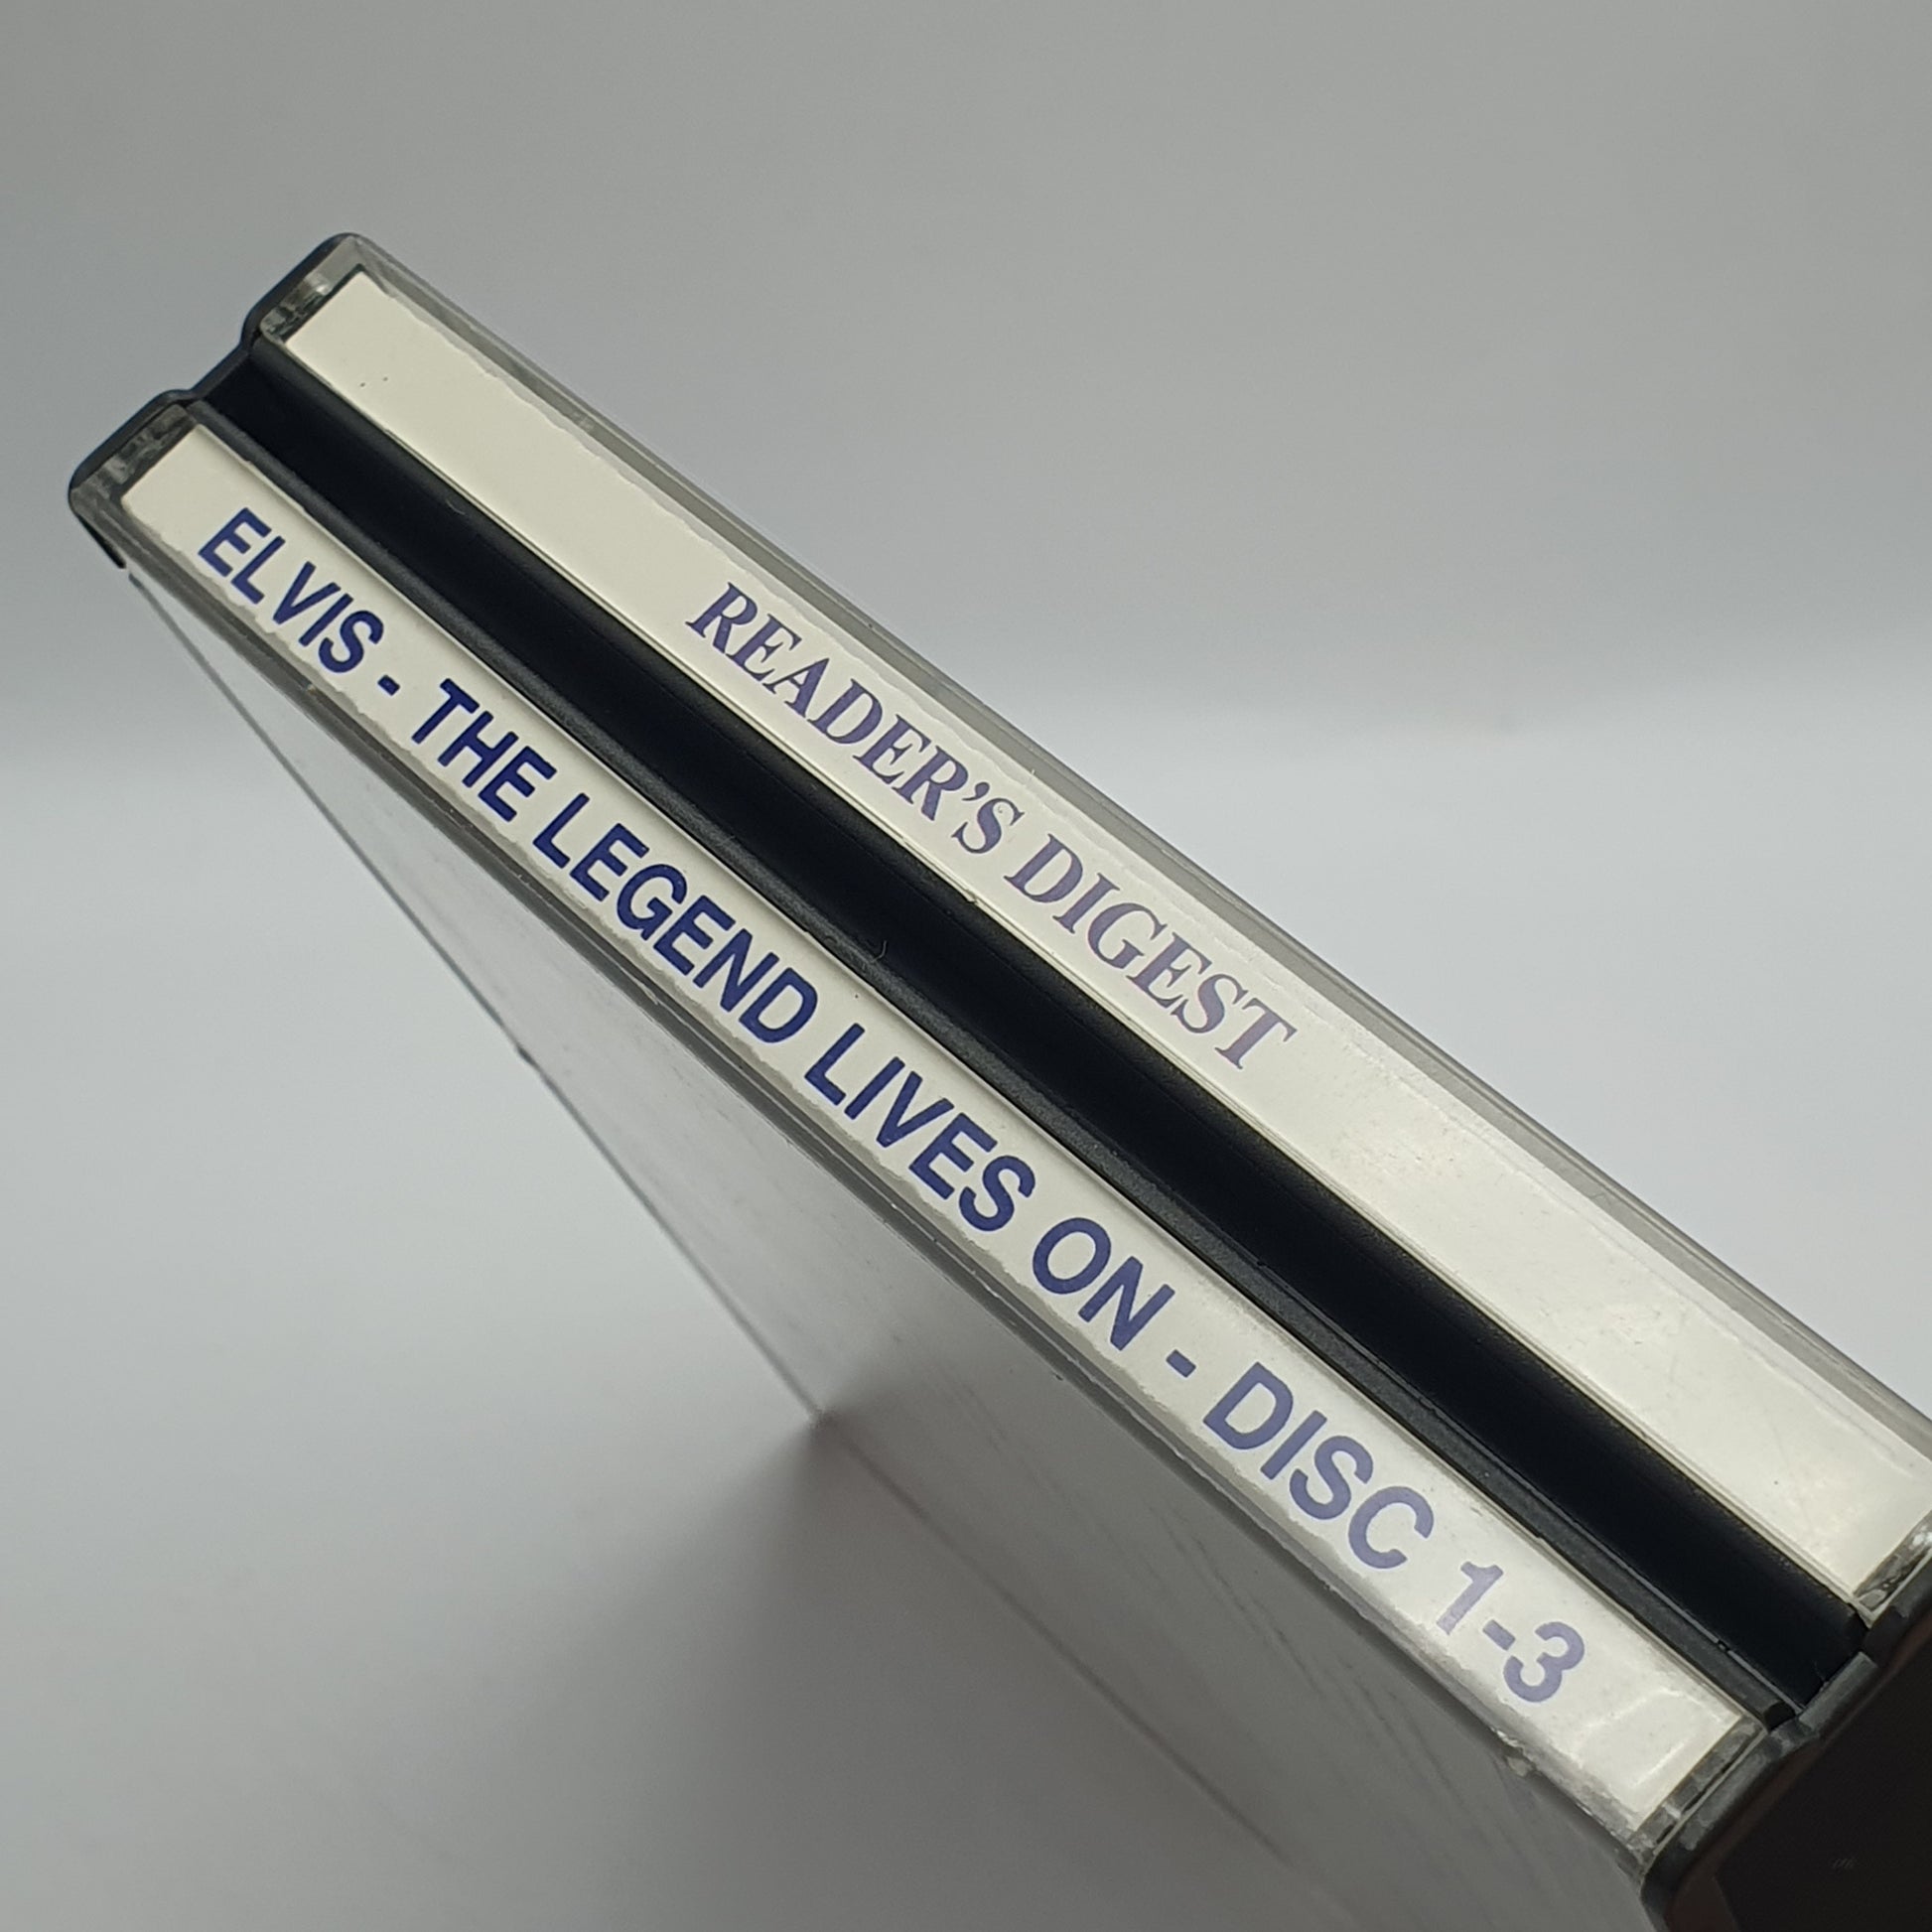 READER'S DIGEST
ELVIS - THE LEGEND LIVES ON - DISC 1-3